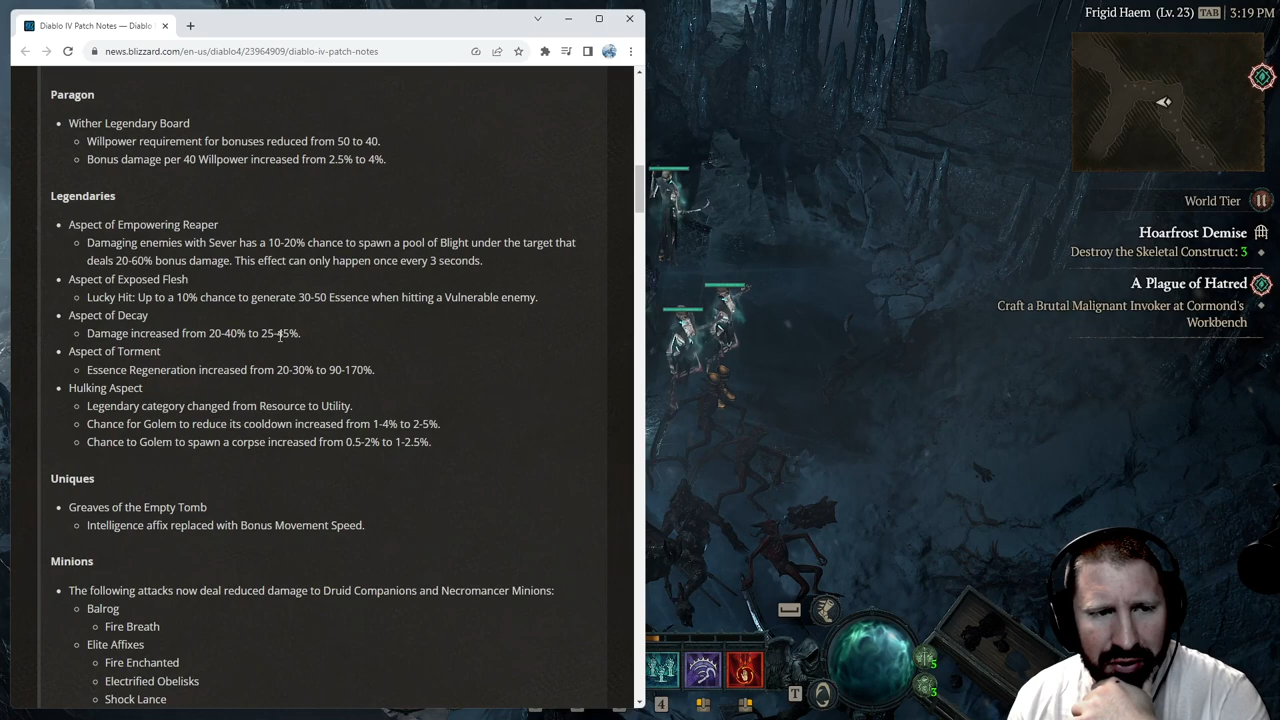 Diablo IV Patch Notes — Diablo
news.blizzard.com/en-us/diablo4/23964909/diablo-iv-patch-notes
Paragon
Wither Legendary Board
Willpower requirement for bonuses reduced from 50 to 40.
Bonus damage per 40 Willpower increased from 2.5% to 4%.
Legendaries
Aspect of Empowering Reaper
Damaging enemies with Sever has a 10-20% chance to spawn a pool of Blight under the target that
deals 20-60% bonus damage. This effect can only happen once every 3 seconds.
Aspect of Exposed Flesh
Lucky Hit: Up to a 10% chance to generate 30-50 Essence when hitting a Vulnerable enemy.
Aspect of Decay
Damage increased from 20-40% to 25-45%.
Aspect of Torment
Essence Regeneration increased from 20-30% to 90-170%.
Hulking Aspect
Legendary category changed from Resource to Utility.
Chance for Golem to reduce its cooldown increased from 1-4% to 2-5%.
Chance to Golem to spawn a corpse increased from 0.5-2% to 1-2.5%.
Uniques
Greaves of the Empty Tomb
Intelligence affix replaced with Bonus Movement Speed.
Minions
The following attacks now deal reduced damage to Druid Companions and Necromancer Minions:
Balrog
Fire Breath
Elite Affixes
Fire Enchanted
Electrified Obelisks
Shock Lance
Frigid Haem (Lv. 23) TAB 3:19 PM
World Tier II
Hoarfrost Demise
Destroy the Skeletal Construct: 3
A Plague of Hatred
Craft a Brutal Malignant Invoker at Cormond's
Workbench
5
3
T
4